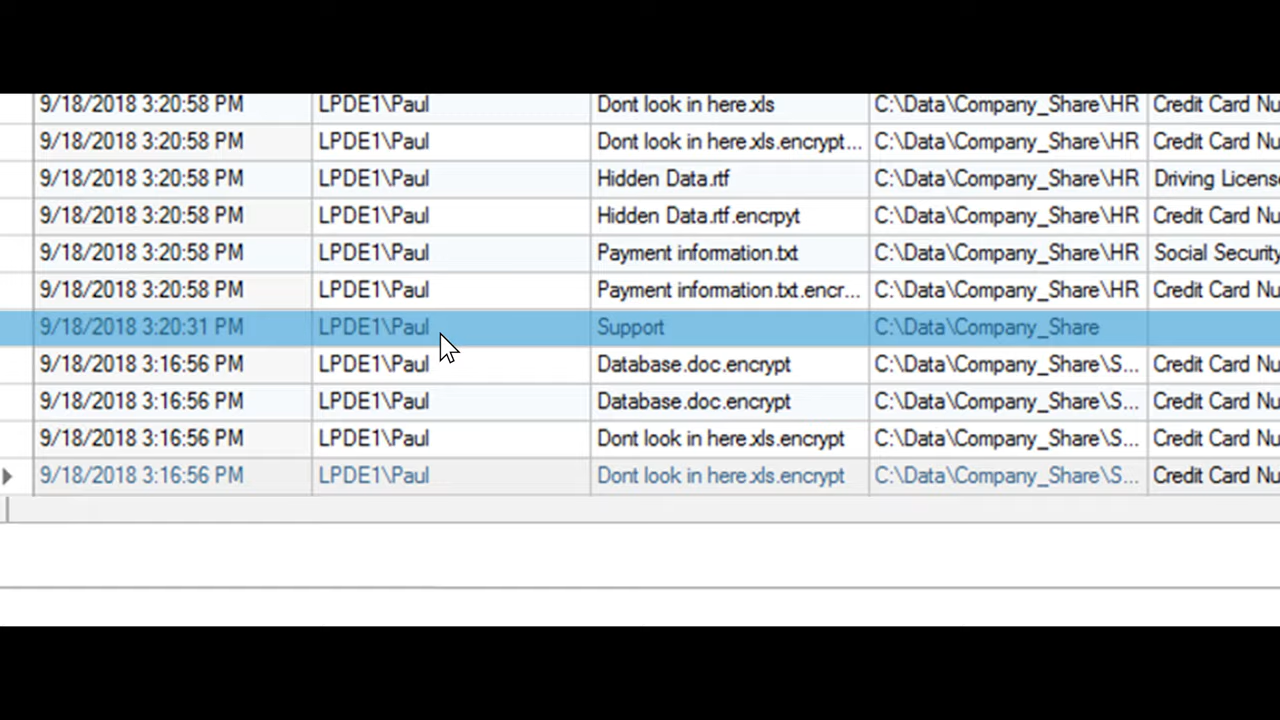 9/18/2018 3:20:58 PM LPDE1\Paul Dont look in here.xls C:\Data\Company_Share\HR Credit Card Nu
9/18/2018 3:20:58 PM LPDE1\Paul Dont look in here.xls.encrypt... C:\Data\Company_Share\HR Credit Card Nu
9/18/2018 3:20:58 PM LPDE1\Paul Hidden Data.rtf C:\Data\Company_Share\HR Driving License
9/18/2018 3:20:58 PM LPDE1\Paul Hidden Data.rtf.encrpyt C:\Data\Company_Share\HR Credit Card Nu
9/18/2018 3:20:58 PM LPDE1\Paul Payment information.txt C:\Data\Company_Share\HR Social Security
9/18/2018 3:20:58 PM LPDE1\Paul Payment information.txt.encr... C:\Data\Company_Share\HR Credit Card Nu
9/18/2018 3:20:31 PM LPDE1\Paul Support C:\Data\Company_Share
9/18/2018 3:16:56 PM LPDE1\Paul Database.doc.encrypt C:\Data\Company_Share\S... Credit Card Nu
9/18/2018 3:16:56 PM LPDE1\Paul Database.doc.encrypt C:\Data\Company_Share\S... Credit Card Nu
9/18/2018 3:16:56 PM LPDE1\Paul Dont look in here.xls.encrypt C:\Data\Company_Share\S... Credit Card Nu
9/18/2018 3:16:56 PM LPDE1\Paul Dont look in here.xls.encrypt C:\Data\Company_Share\S... Credit Card Nu